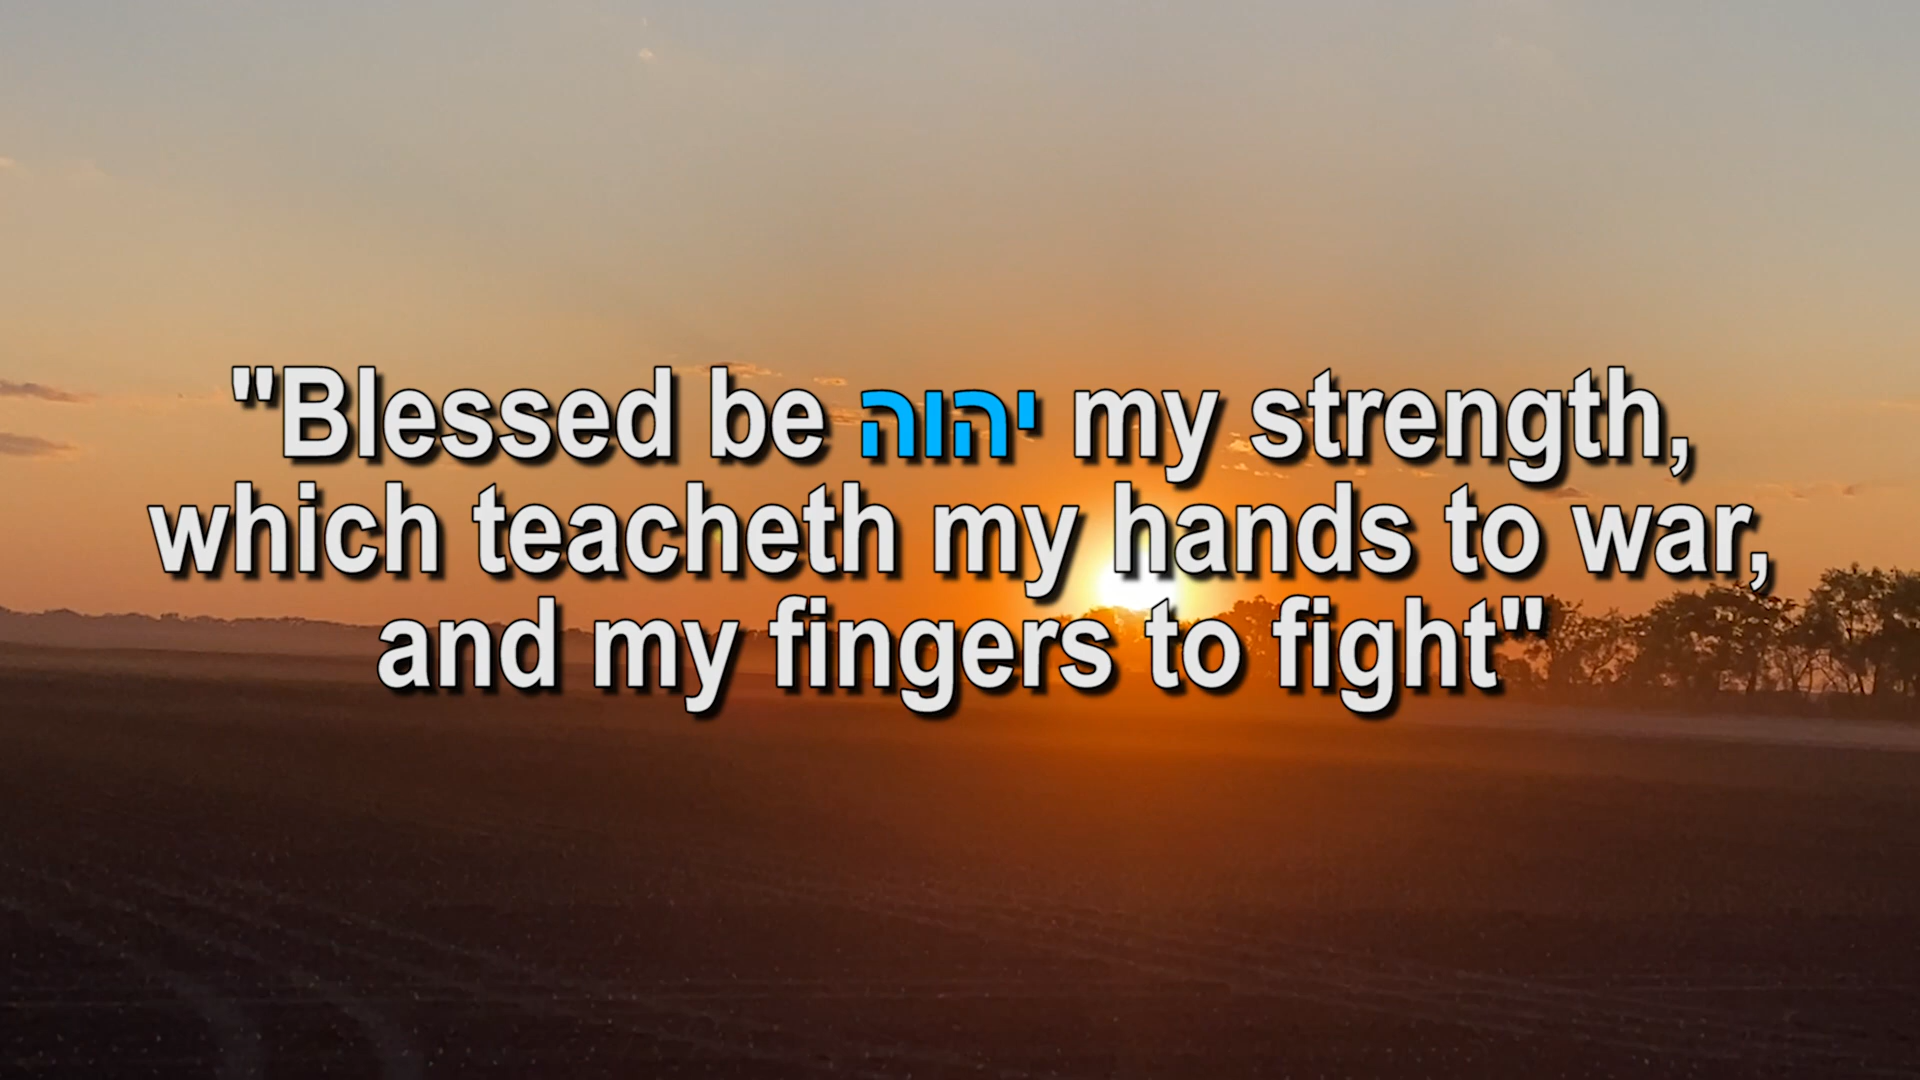 "Blessed be יהוה my strength,
which teacheth my hands to war,
and my fingers to fight"